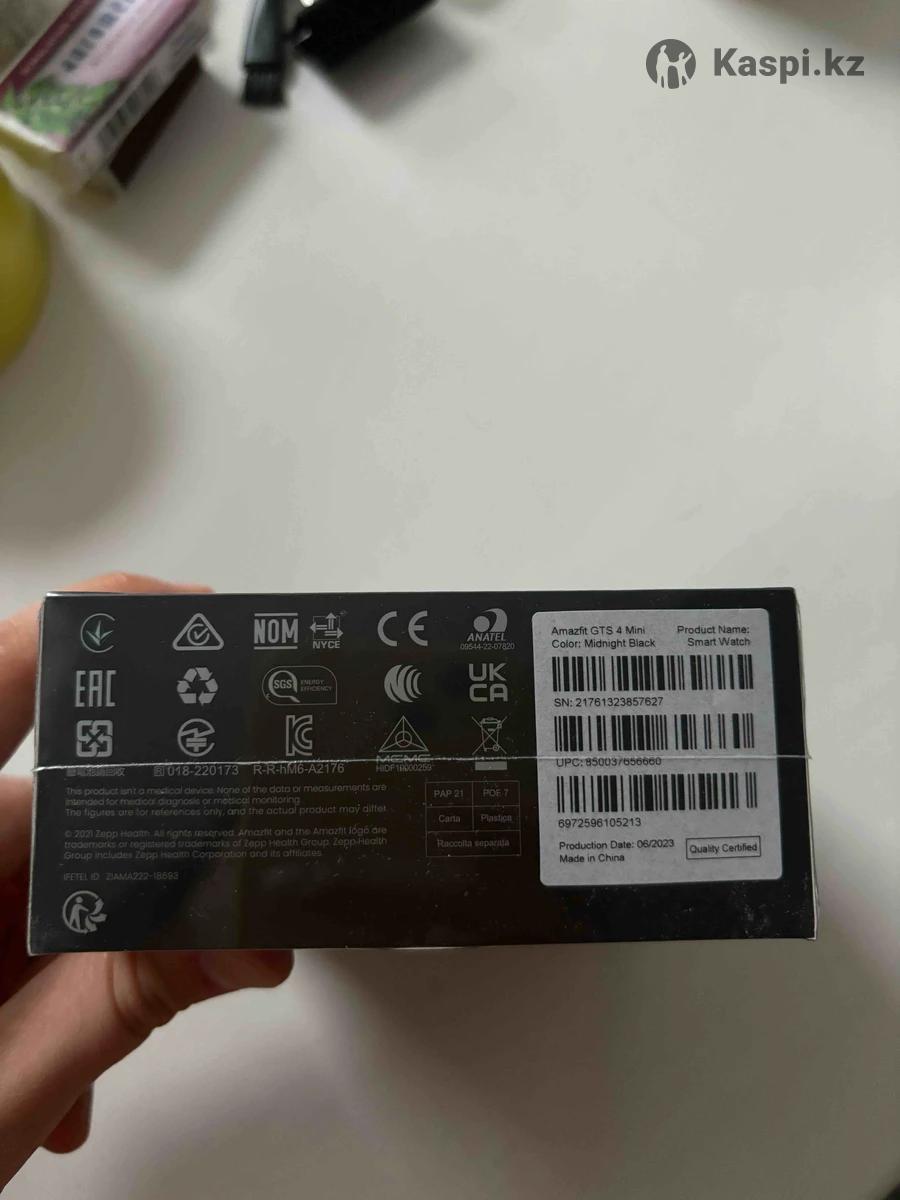 Kaspi.kz
NOM
NYCE
CE
ANATEL
09544-22-07820
EAC
SGS ENERGY EFFICIENCY
UK
CA
MCMC
HIDF16000259
018-220173
R-R-hM6-A2176
This product isn't a medical device. None of the data or measurements are
intended for medical diagnosis or medical monitoring.
The figures are for references only, and the actual product may differ.
© 2021 Zepp Health. All rights reserved. Amazfit and the Amazfit logo are
trademarks or registered trademarks of Zepp Health Group. Zepp Health
Group includes Zepp Health Corporation and its affiliates.
IFETEL ID ZIAMA222-18693
PAP 21 POE 7
Carta Plastica
Raccolta separata
Amazfit GTS 4 Mini
Color: Midnight Black
Product Name:
Smart Watch
SN: 21761323857627
UPC: 850037656660
6972596105213
Production Date: 06/2023
Made in China
Quality Certified